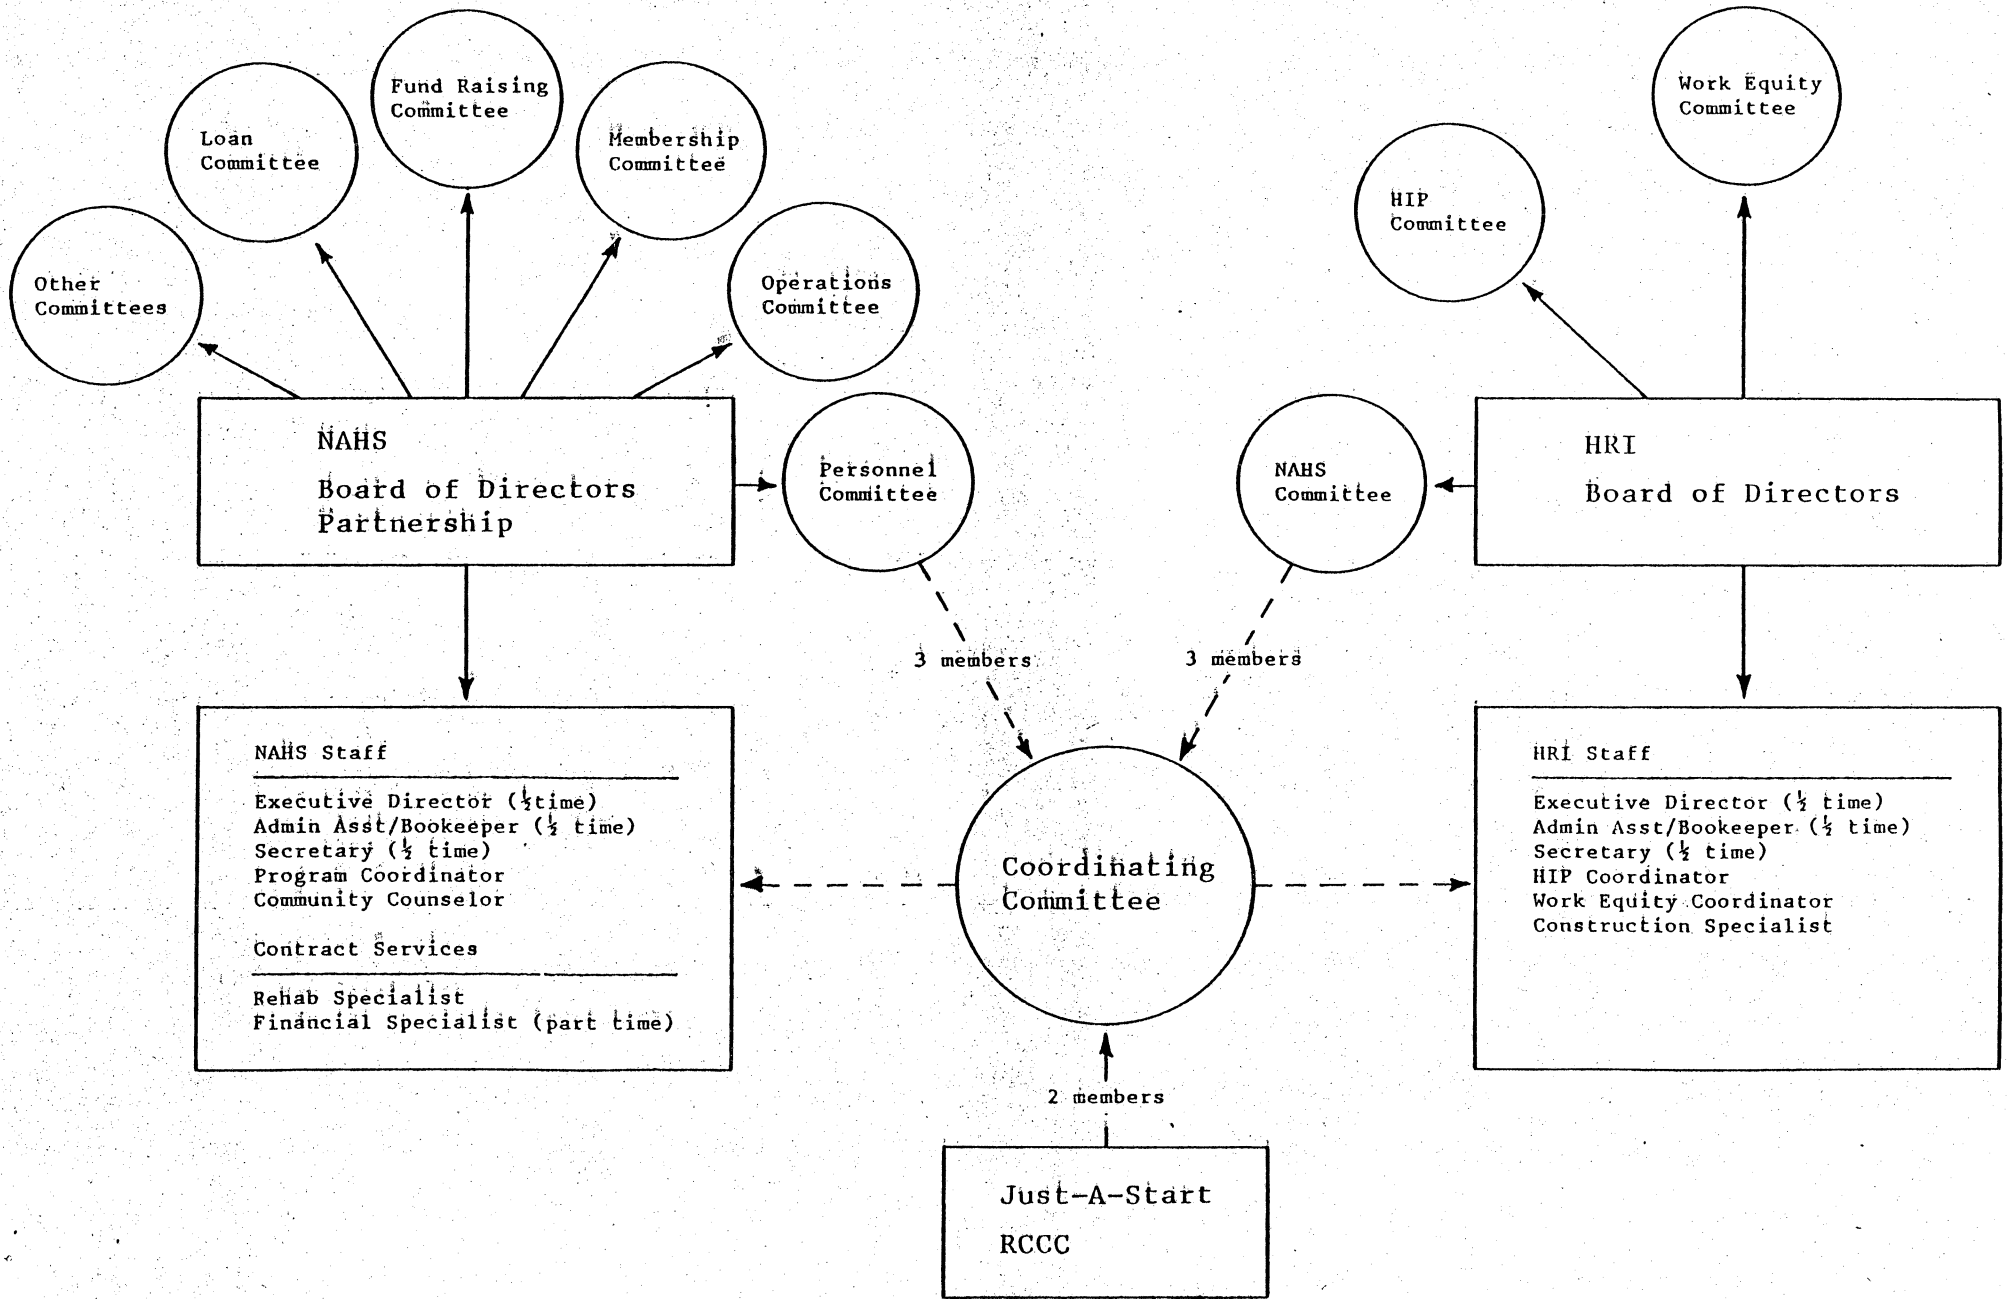 Fund Raising
Committee
Work Equity
Committee
Loan
Committee
Membership
Committee
HIP
Committee
Other
Committees
Operations
Committee
NAHS
Board of Directors
Partnership
Personnel
Committee
NAHS
Committee
HRI
Board of Directors
3 members
3 members
NAHS Staff
Executive Director (½time)
Admin Asst/Bookeeper (½ time)
Secretary (½ time)
Program Coordinator
Community Counselor
Contract Services
Rehab Specialist
Financial Specialist (part time)
Coordinating
Committee
HRI Staff
Executive Director (½ time)
Admin Asst/Bookeeper (½ time)
Secretary (½ time)
HIP Coordinator
Work Equity Coordinator
Construction Specialist
2 members
Just-A-Start
RCCC